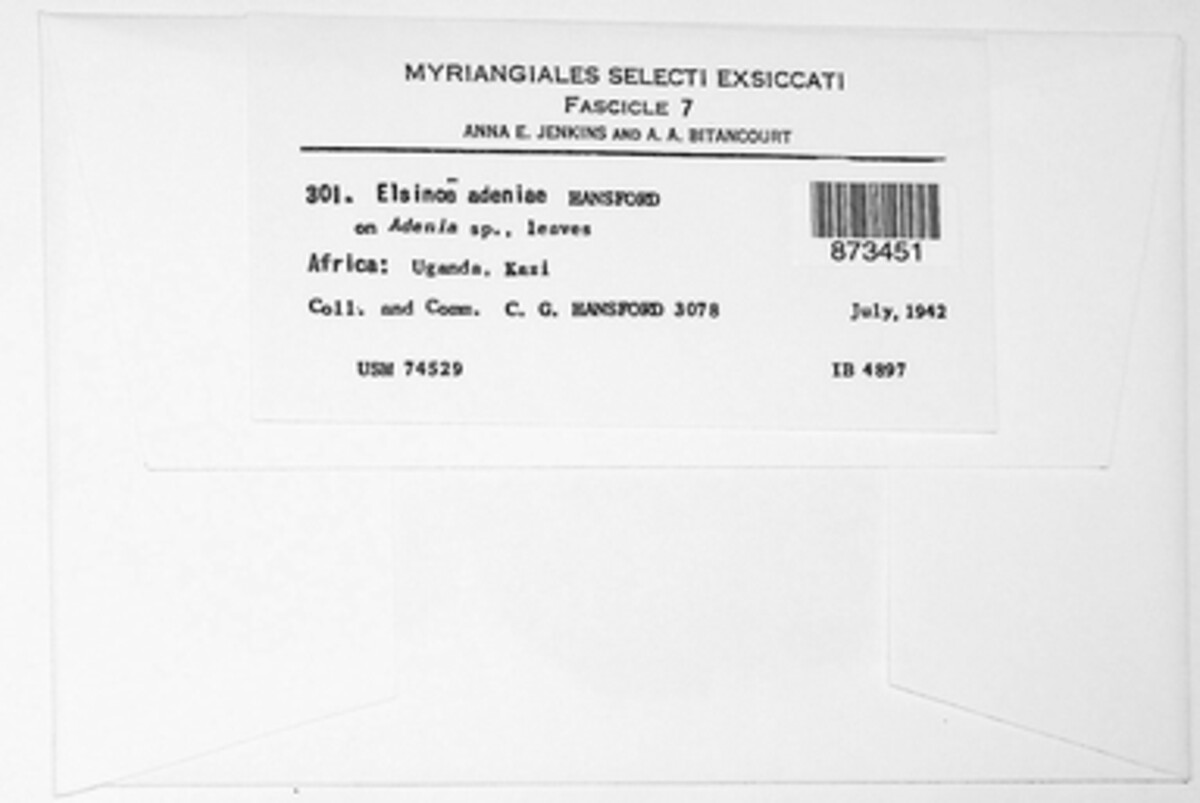 MYRIANGIALES SELECTI EXSICCATI
FASCICLE 7
ANNA E. JENKINS AND A. A. BITANCOURT
301. Elsinoē adeniae HANSFORD
on Adenia sp., leaves
873451
Africa: Uganda, Kazi
Coll. and Comm. C. G. HANSFORD 3078 July, 1942
USM 74529 IB 4897